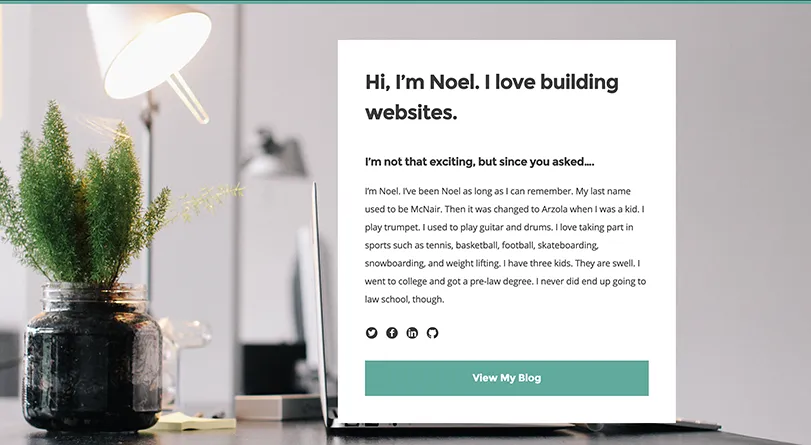 Hi, I’m Noel. I love building
websites.
I’m not that exciting, but since you asked....
I’m Noel. I’ve been Noel as long as I can remember. My last name
used to be McNair. Then it was changed to Arzola when I was a kid. I
play trumpet. I used to play guitar and drums. I love taking part in
sports such as tennis, basketball, football, skateboarding,
snowboarding, and weight lifting. I have three kids. They are swell. I
went to college and got a pre-law degree. I never did end up going to
law school, though.
View My Blog